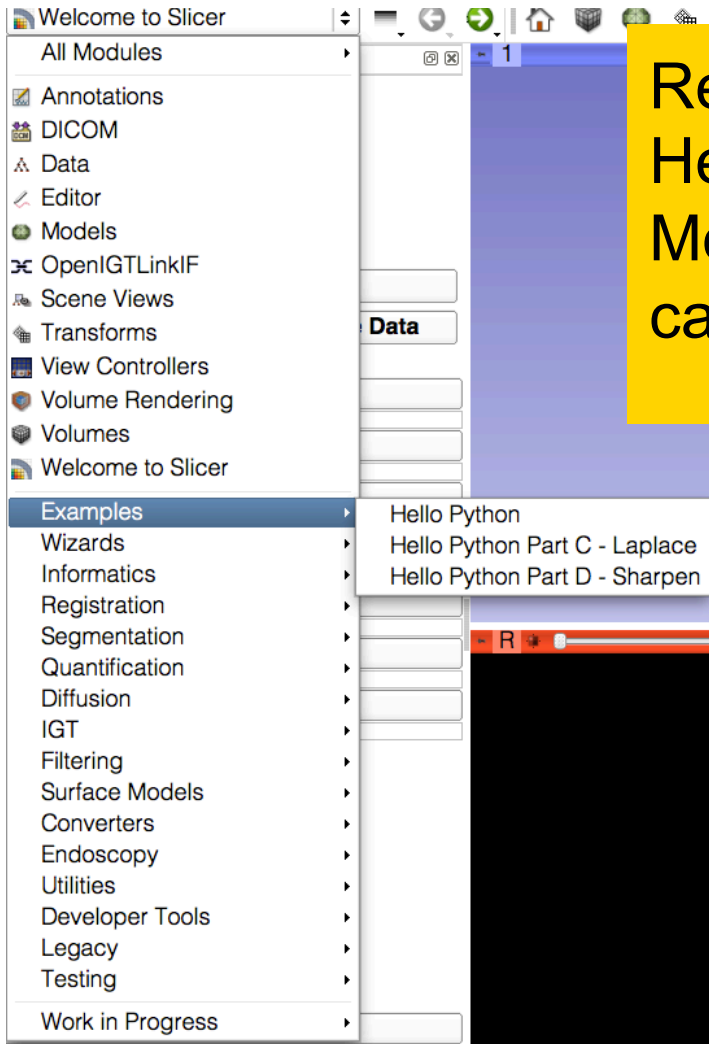 Welcome to Slicer
All Modules
1
Annotations
DICOM
Data
Editor
Models
OpenIGTLinkIF
Scene Views
Transforms
Data
View Controllers
Volume Rendering
Volumes
Welcome to Slicer
Examples
Hello Python
Wizards
Hello Python Part C - Laplace
Informatics
Hello Python Part D - Sharpen
Registration
Segmentation
R
Quantification
Diffusion
IGT
Filtering
Surface Models
Converters
Endoscopy
Utilities
Developer Tools
Legacy
Testing
Work in Progress